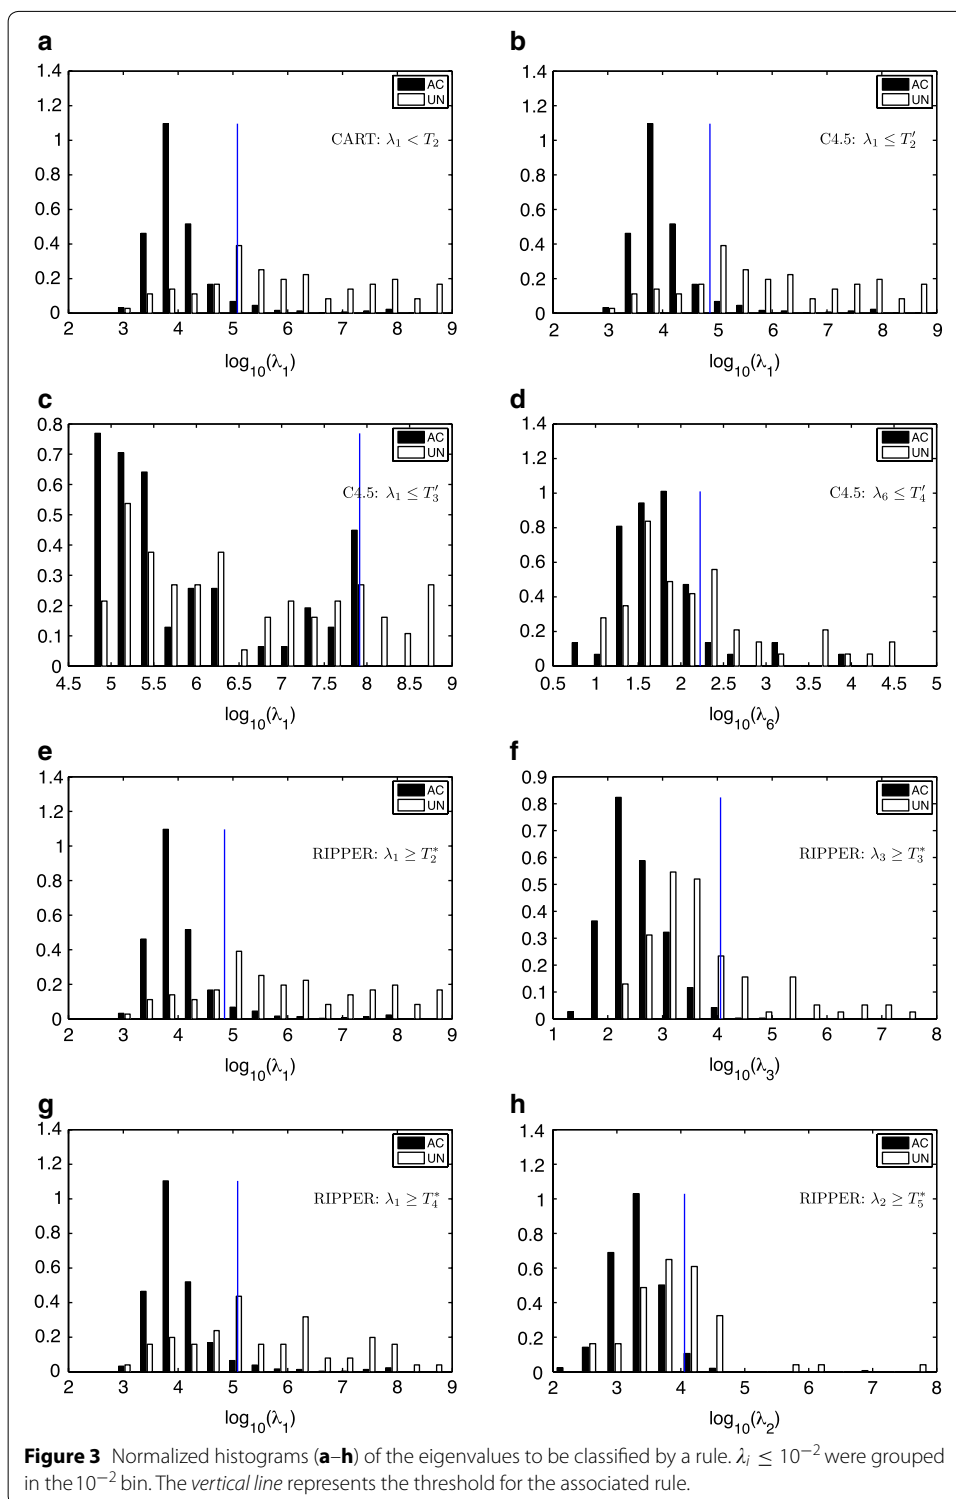 a
1.4
1.2
1
0.8
0.6
0.4
0.2
0
2 3 4 5 6 7 8 9
log10(λ1)
AC
UN
CART: λ1 < T2
b
1.4
1.2
1
0.8
0.6
0.4
0.2
0
2 3 4 5 6 7 8 9
log10(λ1)
AC
UN
C4.5: λ1 ≤ T′2
c
0.8
0.7
0.6
0.5
0.4
0.3
0.2
0.1
0
4.5 5 5.5 6 6.5 7 7.5 8 8.5 9
log10(λ1)
AC
UN
C4.5: λ1 ≤ T′3
d
1.4
1.2
1
0.8
0.6
0.4
0.2
0
0.5 1 1.5 2 2.5 3 3.5 4 4.5 5
log10(λ6)
AC
UN
C4.5: λ6 ≤ T′4
e
1.4
1.2
1
0.8
0.6
0.4
0.2
0
2 3 4 5 6 7 8 9
log10(λ1)
AC
UN
RIPPER: λ1 ≥ T*2
f
0.9
0.8
0.7
0.6
0.5
0.4
0.3
0.2
0.1
0
1 2 3 4 5 6 7 8
log10(λ3)
AC
UN
RIPPER: λ3 ≥ T*3
g
1.4
1.2
1
0.8
0.6
0.4
0.2
0
2 3 4 5 6 7 8 9
log10(λ1)
AC
UN
RIPPER: λ1 ≥ T*4
h
1.4
1.2
1
0.8
0.6
0.4
0.2
0
2 3 4 5 6 7 8
log10(λ2)
AC
UN
RIPPER: λ2 ≥ T*5
Figure 3 Normalized histograms (a–h) of the eigenvalues to be classified by a rule. λi ≤ 10−2 were grouped
in the 10−2 bin. The vertical line represents the threshold for the associated rule.